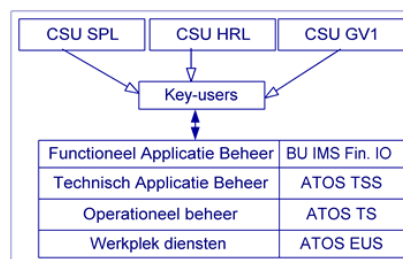 CSU SPL CSU HRL CSU GV1
Key-users
Functioneel Applicatie Beheer BU IMS Fin. IO
Technisch Applicatie Beheer ATOS TSS
Operationeel beheer ATOS TS
Werkplek diensten ATOS EUS